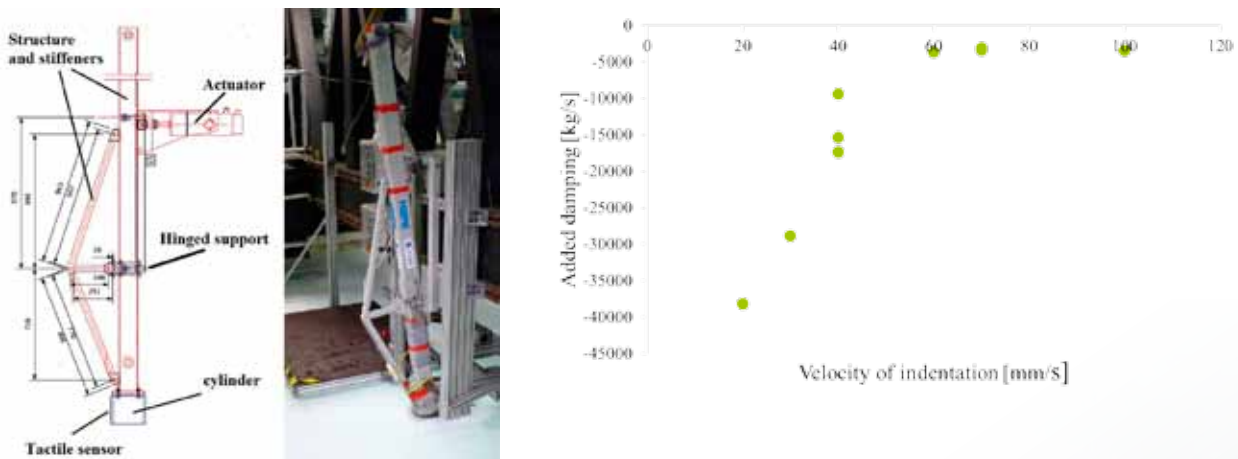 Structure
and stiffeners
Actuator
Hinged support
cylinder
Tactile sensor
0
0
20
40
60
80
100
120
-5000
-10000
-15000
-20000
-25000
-30000
-35000
-40000
-45000
Added damping [kg/s]
Velocity of indentation [mm/s]